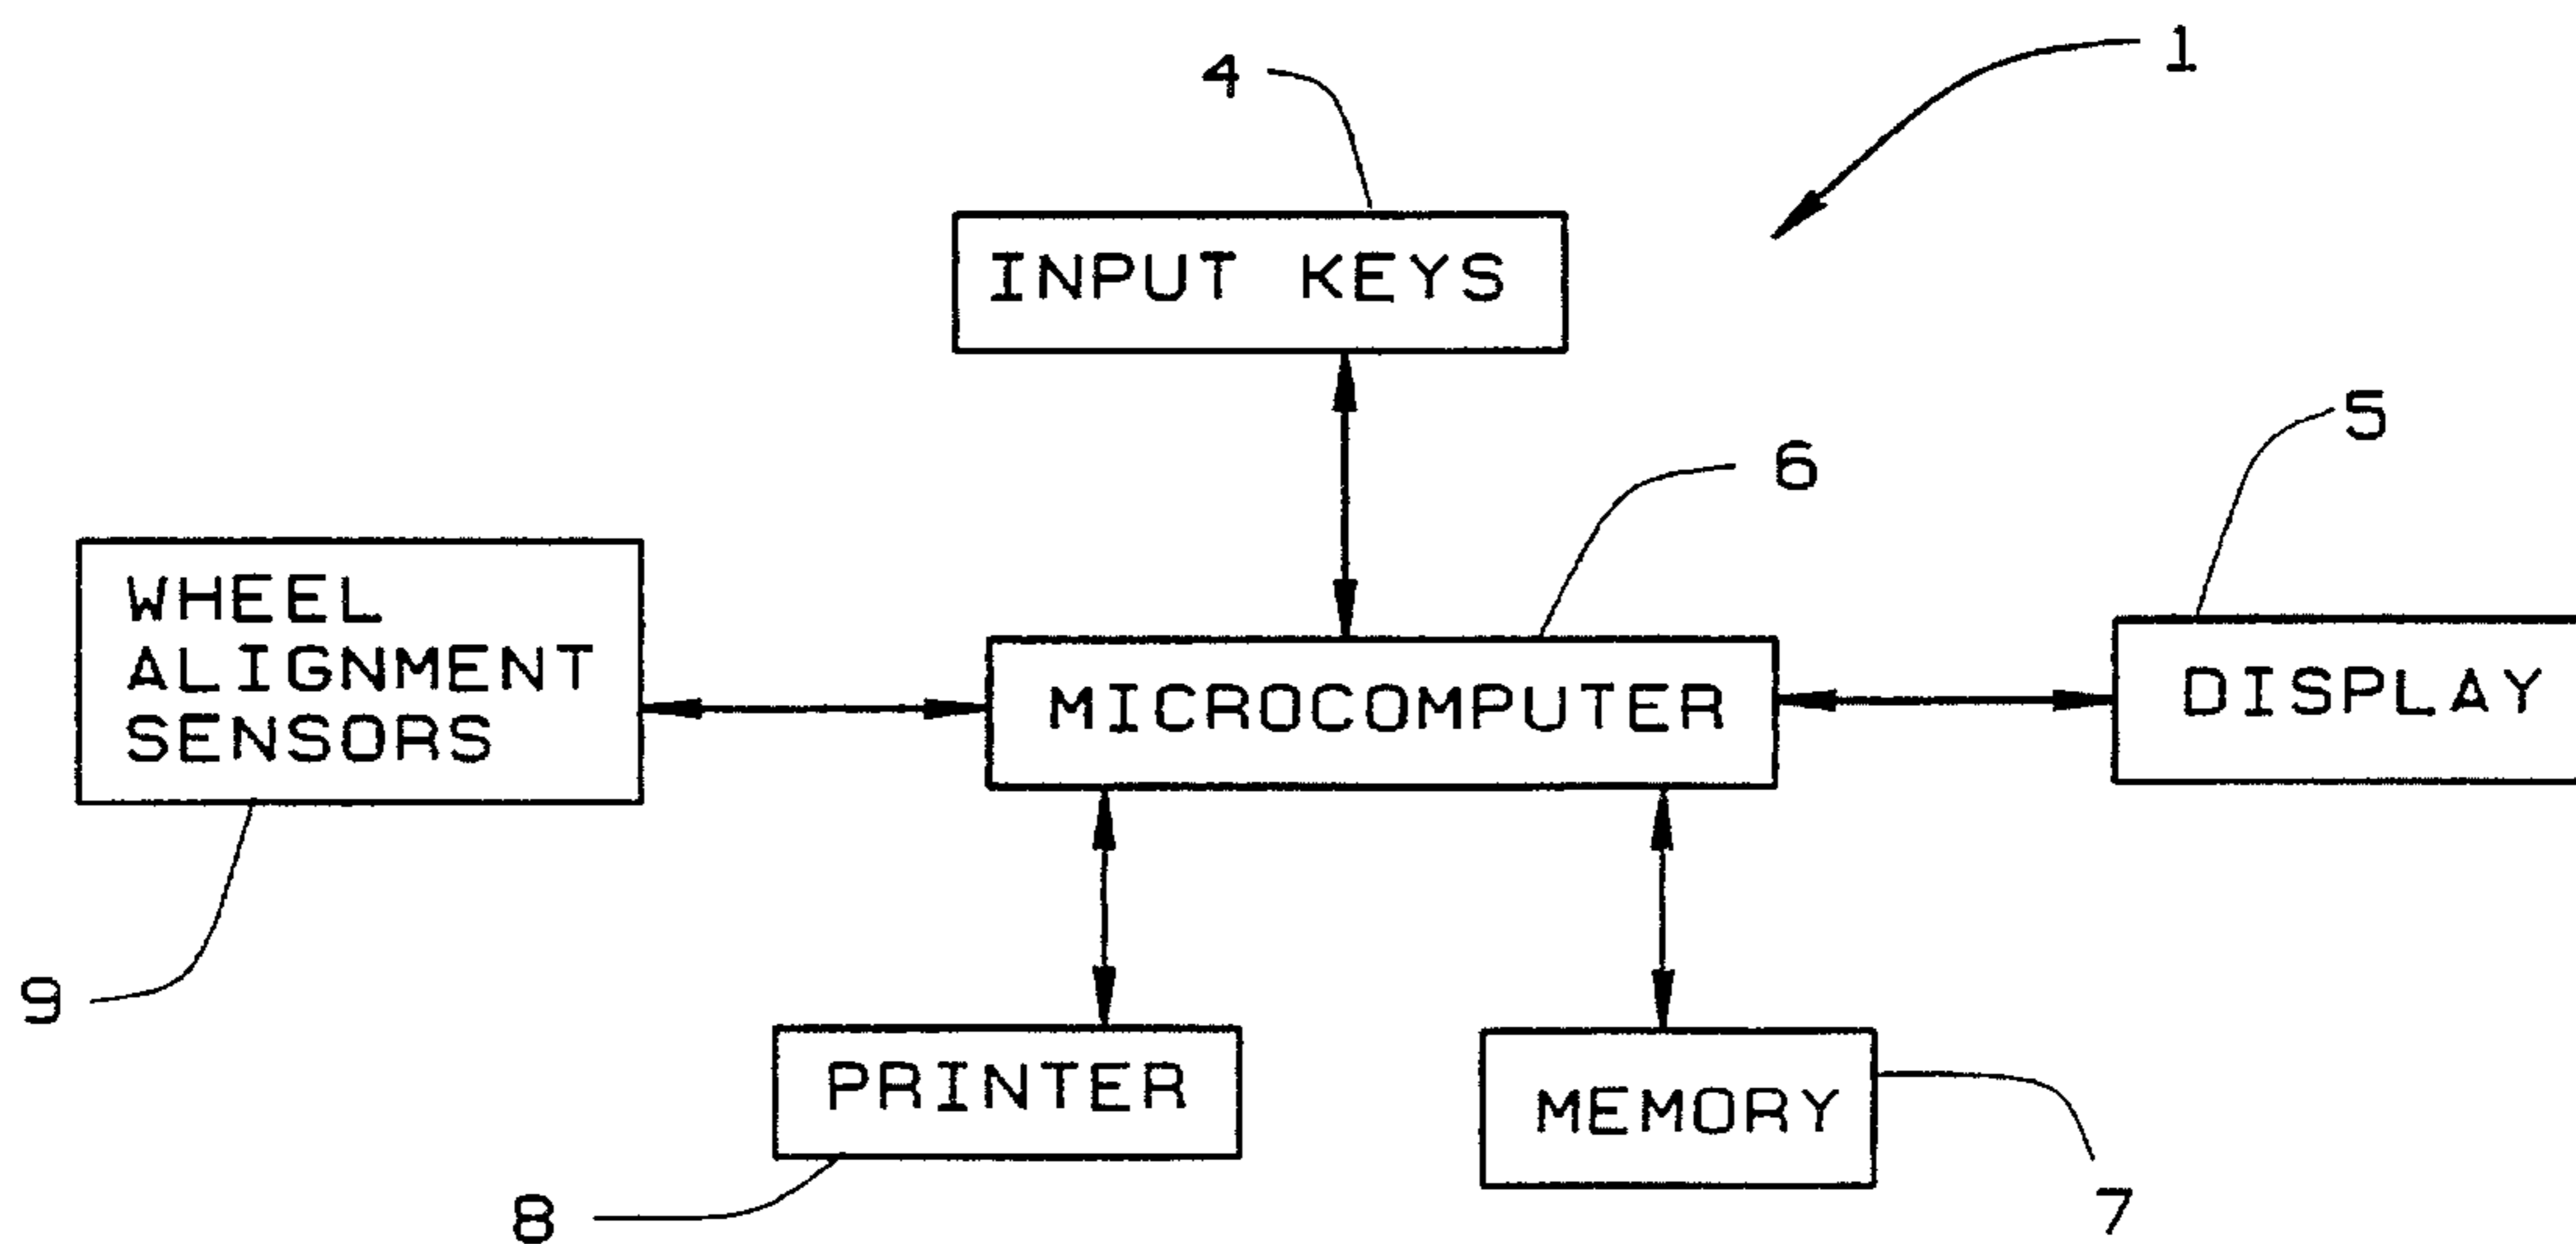 1
4
INPUT KEYS
5
6
WHEEL
ALIGNMENT
SENSORS
MICROCOMPUTER
DISPLAY
9
PRINTER
MEMORY
8
7